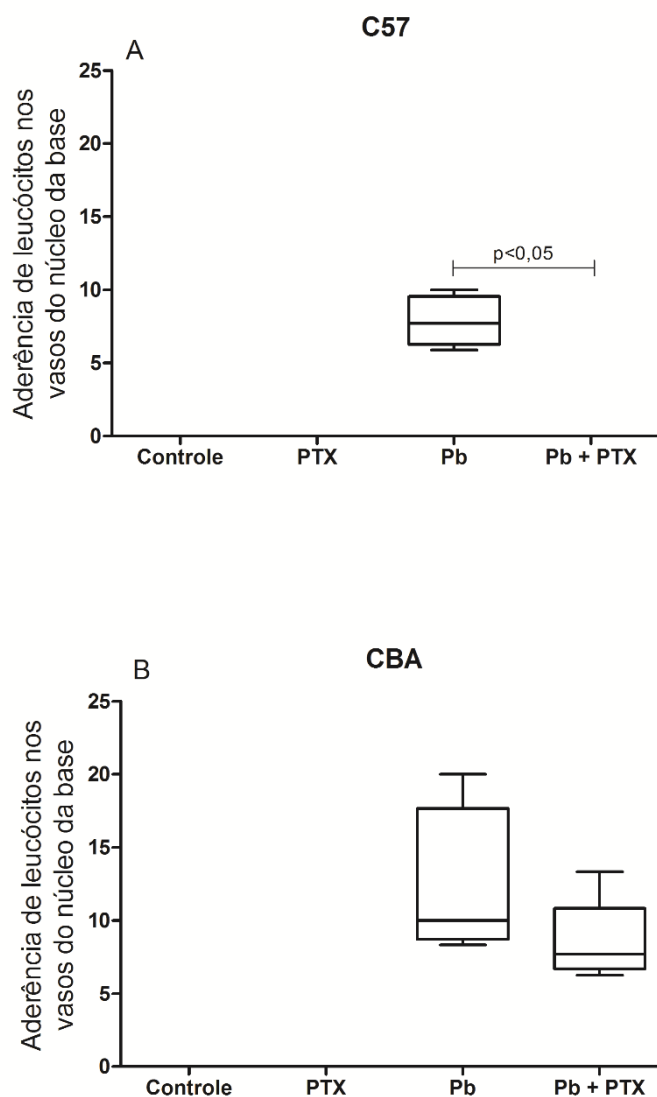 C57
A
Aderência de leucócitos nos
vasos do núcleo da base
25
20
15
10
5
0
p<0,05
Controle PTX Pb Pb + PTX
CBA
B
Aderência de leucócitos nos
vasos do núcleo da base
25
20
15
10
5
0
Controle PTX Pb Pb + PTX